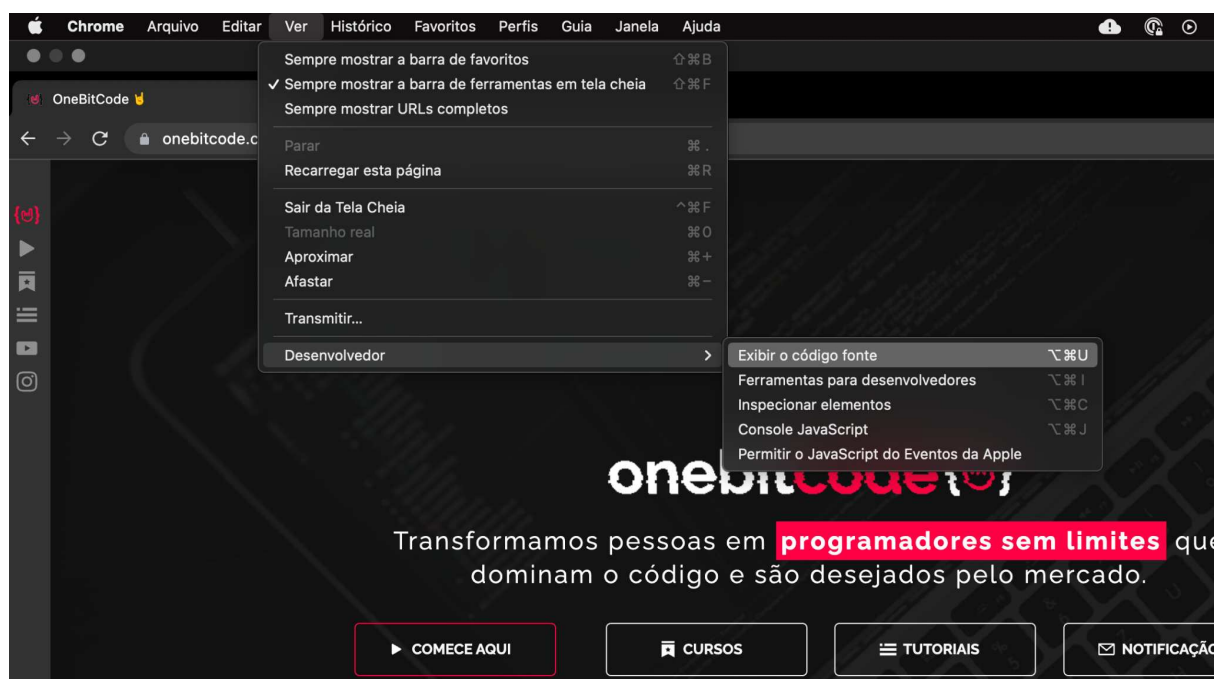 Chrome Arquivo Editar Ver Histórico Favoritos Perfis Guia Janela Ajuda
Sempre mostrar a barra de favoritos ⇧⌘B
✓ Sempre mostrar a barra de ferramentas em tela cheia ⇧⌘F
Sempre mostrar URLs completos
Parar ⌘.
Recarregar esta página ⌘R
Sair da Tela Cheia ^⌘F
Tamanho real ⌘0
Aproximar ⌘+
Afastar ⌘−
Transmitir...
Desenvolvedor >
Exibir o código fonte ⌥⌘U
Ferramentas para desenvolvedores ⌥⌘I
Inspecionar elementos ⌥⌘C
Console JavaScript ⌥⌘J
Permitir o JavaScript do Eventos da Apple
OneBitCode 🤘
onebitcode.c
onebitcode{}
Transformamos pessoas em programadores sem limites que
dominam o código e são desejados pelo mercado.
COMECE AQUI
CURSOS
TUTORIAIS
NOTIFICAÇÃO